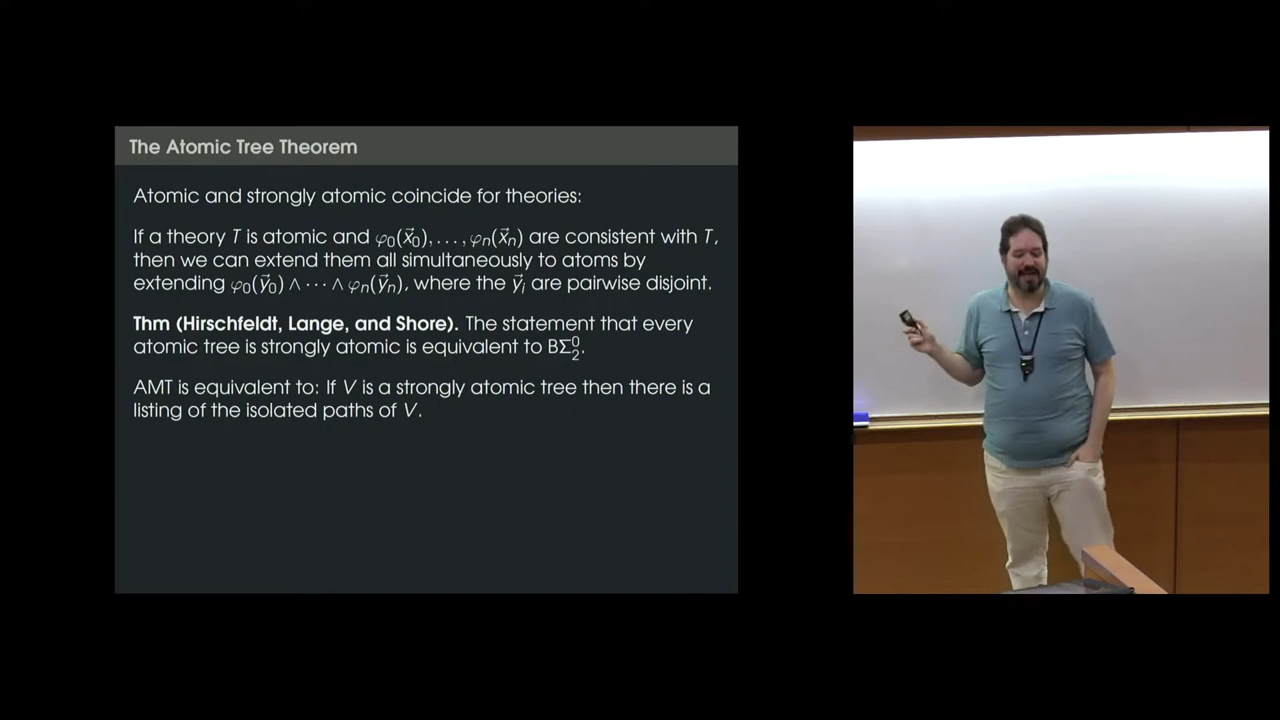 The Atomic Tree Theorem
Atomic and strongly atomic coincide for theories:
If a theory T is atomic and φ₀(x⃗₀), . . . , φₙ(x⃗ₙ) are consistent with T,
then we can extend them all simultaneously to atoms by
extending φ₀(y⃗₀) ∧ · · · ∧ φₙ(y⃗ₙ), where the y⃗ᵢ are pairwise disjoint.
Thm (Hirschfeldt, Lange, and Shore). The statement that every
atomic tree is strongly atomic is equivalent to BΣ⁰₂.
AMT is equivalent to: If V is a strongly atomic tree then there is a
listing of the isolated paths of V.